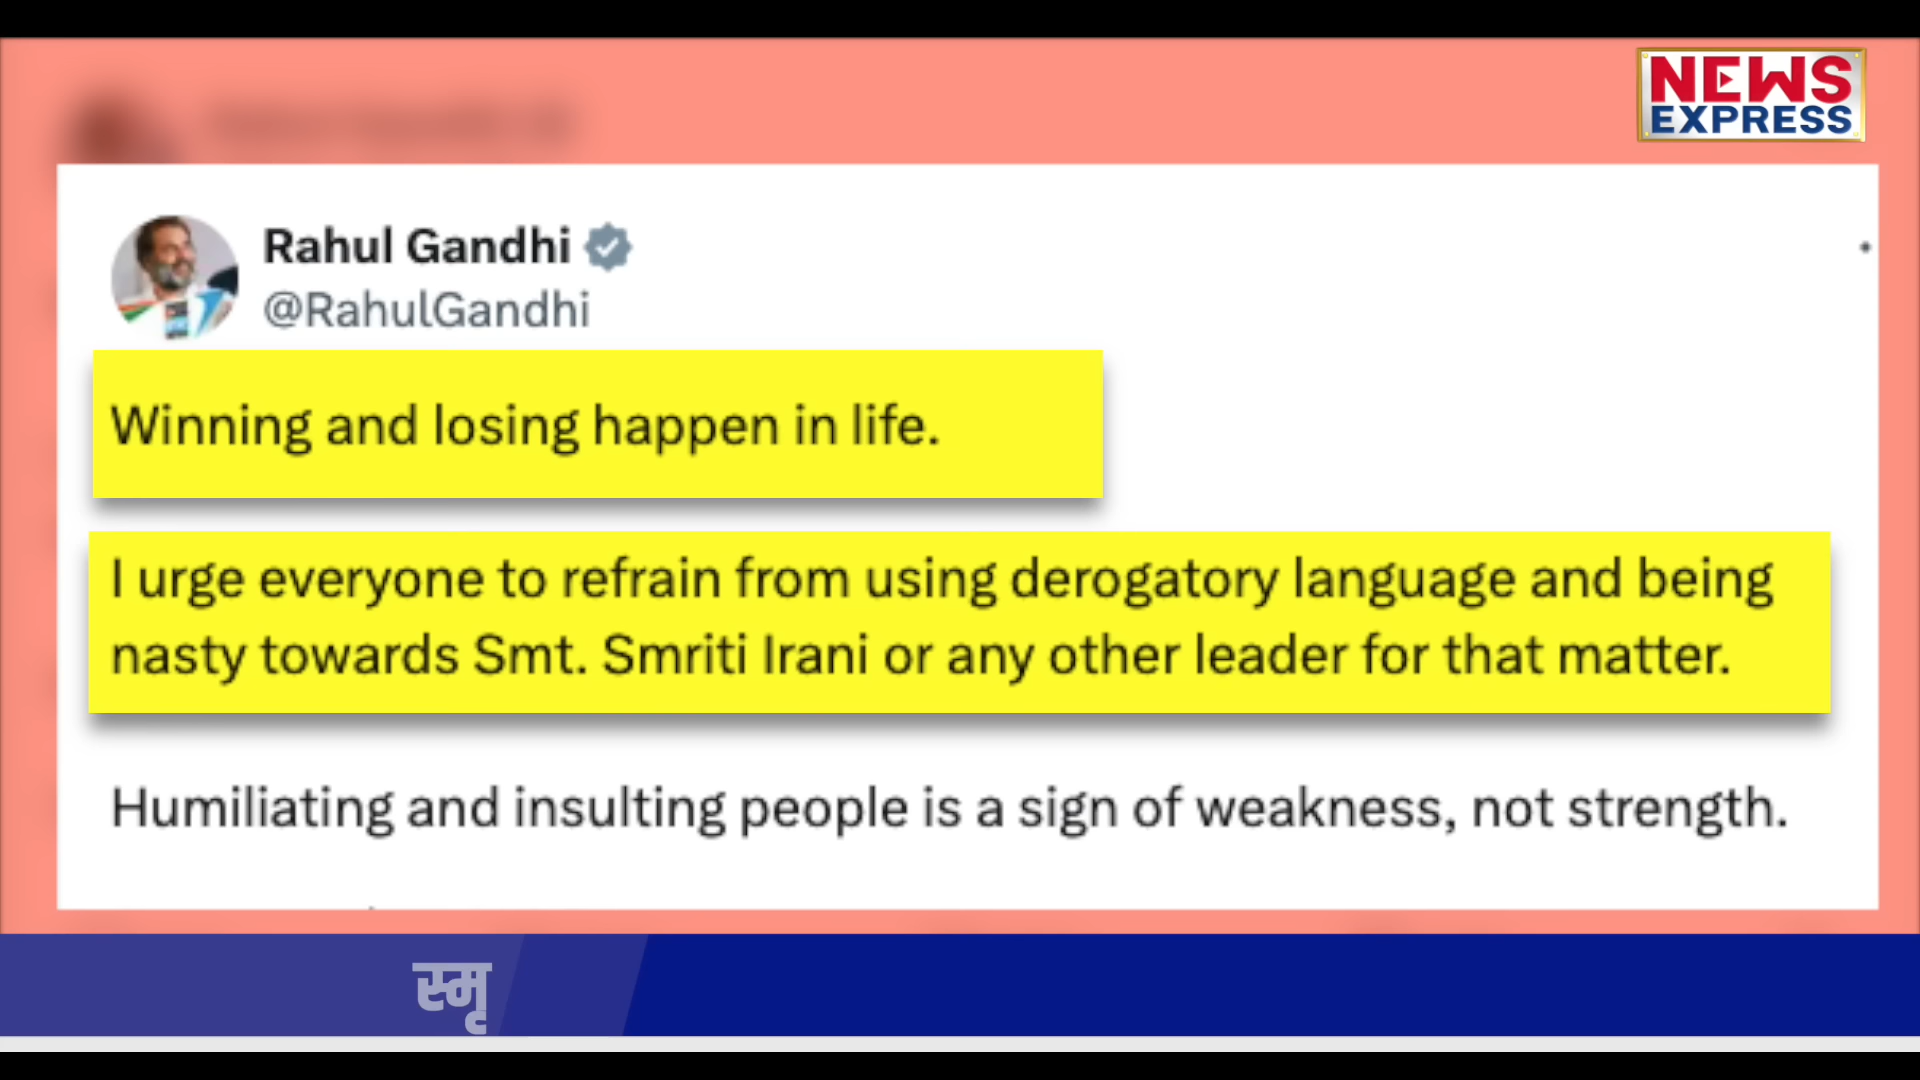 NEWS
EXPRESS
Rahul Gandhi
@RahulGandhi
Winning and losing happen in life.
I urge everyone to refrain from using derogatory language and being
nasty towards Smt. Smriti Irani or any other leader for that matter.
Humiliating and insulting people is a sign of weakness, not strength.
स्मृ